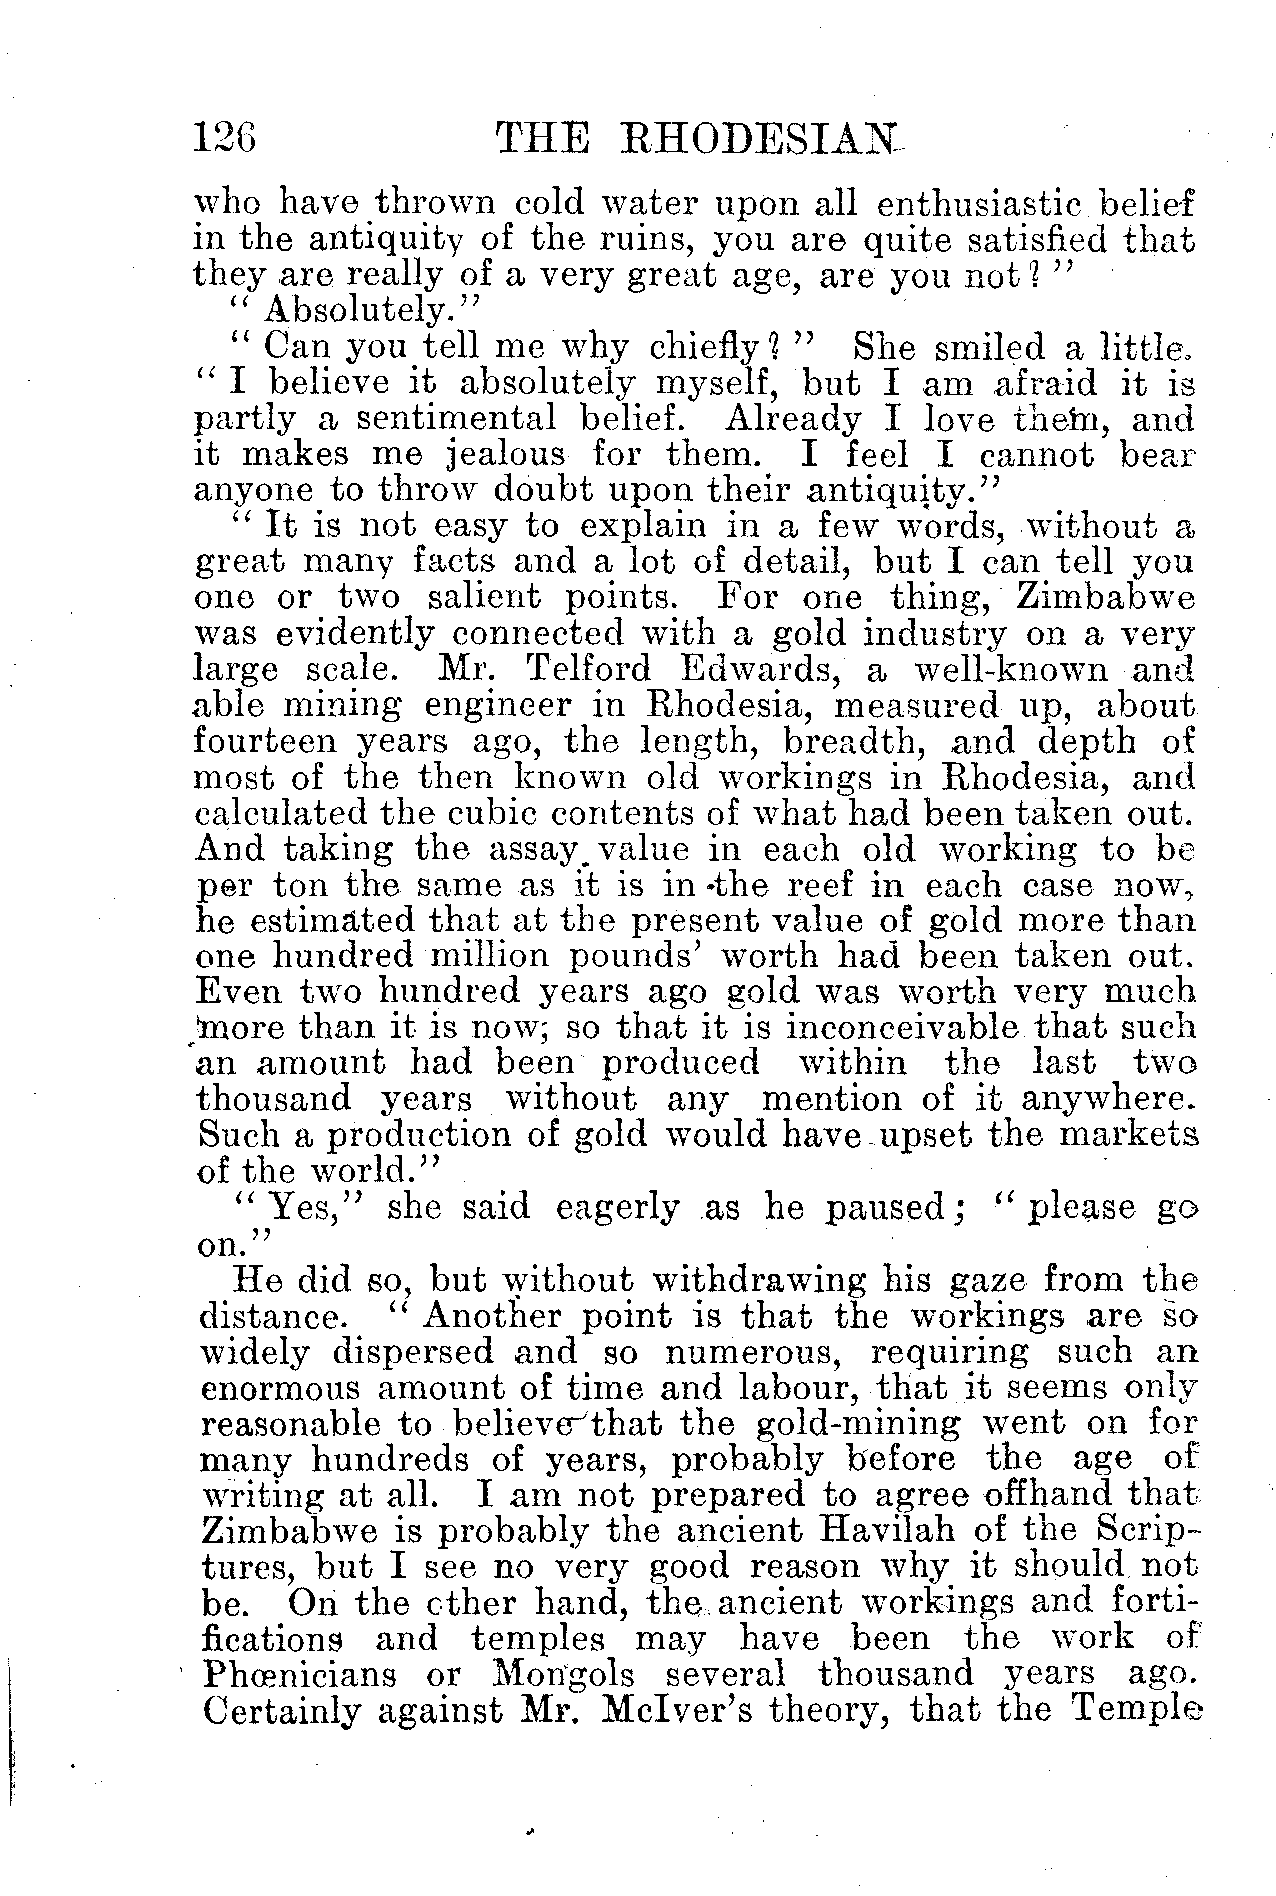 126 THE RHODESIAN
who have thrown cold water upon all enthusiastic belief
in the antiquity of the ruins, you are quite satisfied that
they are really of a very great age, are you not? "
" Absolutely."
" Can you tell me why chiefly? " She smiled a little.
" I believe it absolutely myself, but I am afraid it is
partly a sentimental belief. Already I love them, and
it makes me jealous for them. I feel I cannot bear
anyone to throw doubt upon their antiquity."
" It is not easy to explain in a few words, without a
great many facts and a lot of detail, but I can tell you
one or two salient points. For one thing, Zimbabwe
was evidently connected with a gold industry on a very
large scale. Mr. Telford Edwards, a well-known and
able mining engineer in Rhodesia, measured up, about
fourteen years ago, the length, breadth, and depth of
most of the then known old workings in Rhodesia, and
calculated the cubic contents of what had been taken out.
And taking the assay value in each old working to be
per ton the same as it is in the reef in each case now,
he estimated that at the present value of gold more than
one hundred million pounds' worth had been taken out.
Even two hundred years ago gold was worth very much
more than it is now; so that it is inconceivable that such
an amount had been produced within the last two
thousand years without any mention of it anywhere.
Such a production of gold would have upset the markets
of the world."
" Yes," she said eagerly as he paused; " please go
on."
He did so, but without withdrawing his gaze from the
distance. " Another point is that the workings are so
widely dispersed and so numerous, requiring such an
enormous amount of time and labour, that it seems only
reasonable to believe that the gold-mining went on for
many hundreds of years, probably before the age of
writing at all. I am not prepared to agree offhand that
Zimbabwe is probably the ancient Havilah of the Scrip-
tures, but I see no very good reason why it should not
be. On the other hand, the ancient workings and forti-
fications and temples may have been the work of
Phœnicians or Mongols several thousand years ago.
Certainly against Mr. McIver's theory, that the Temple